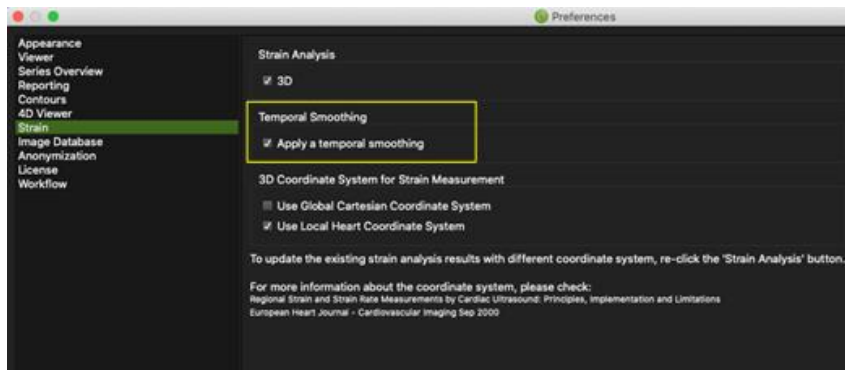 Preferences
Appearance
Viewer
Series Overview
Reporting
Contours
4D Viewer
Strain
Image Database
Anonymization
License
Workflow
Strain Analysis
3D
Temporal Smoothing
Apply a temporal smoothing
3D Coordinate System for Strain Measurement
Use Global Cartesian Coordinate System
Use Local Heart Coordinate System
To update the existing strain analysis results with different coordinate system, re-click the 'Strain Analysis' button.
For more information about the coordinate system, please check:
Regional Strain and Strain Rate Measurements by Cardiac Ultrasound: Principles, Implementation and Limitations
European Heart Journal - Cardiovascular Imaging Sep 2000